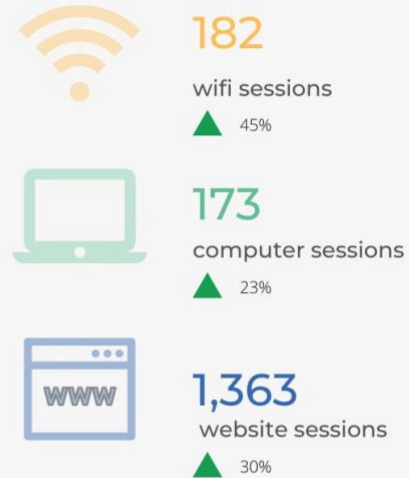 182
wifi sessions
45%
173
computer sessions
23%
www
1,363
website sessions
30%